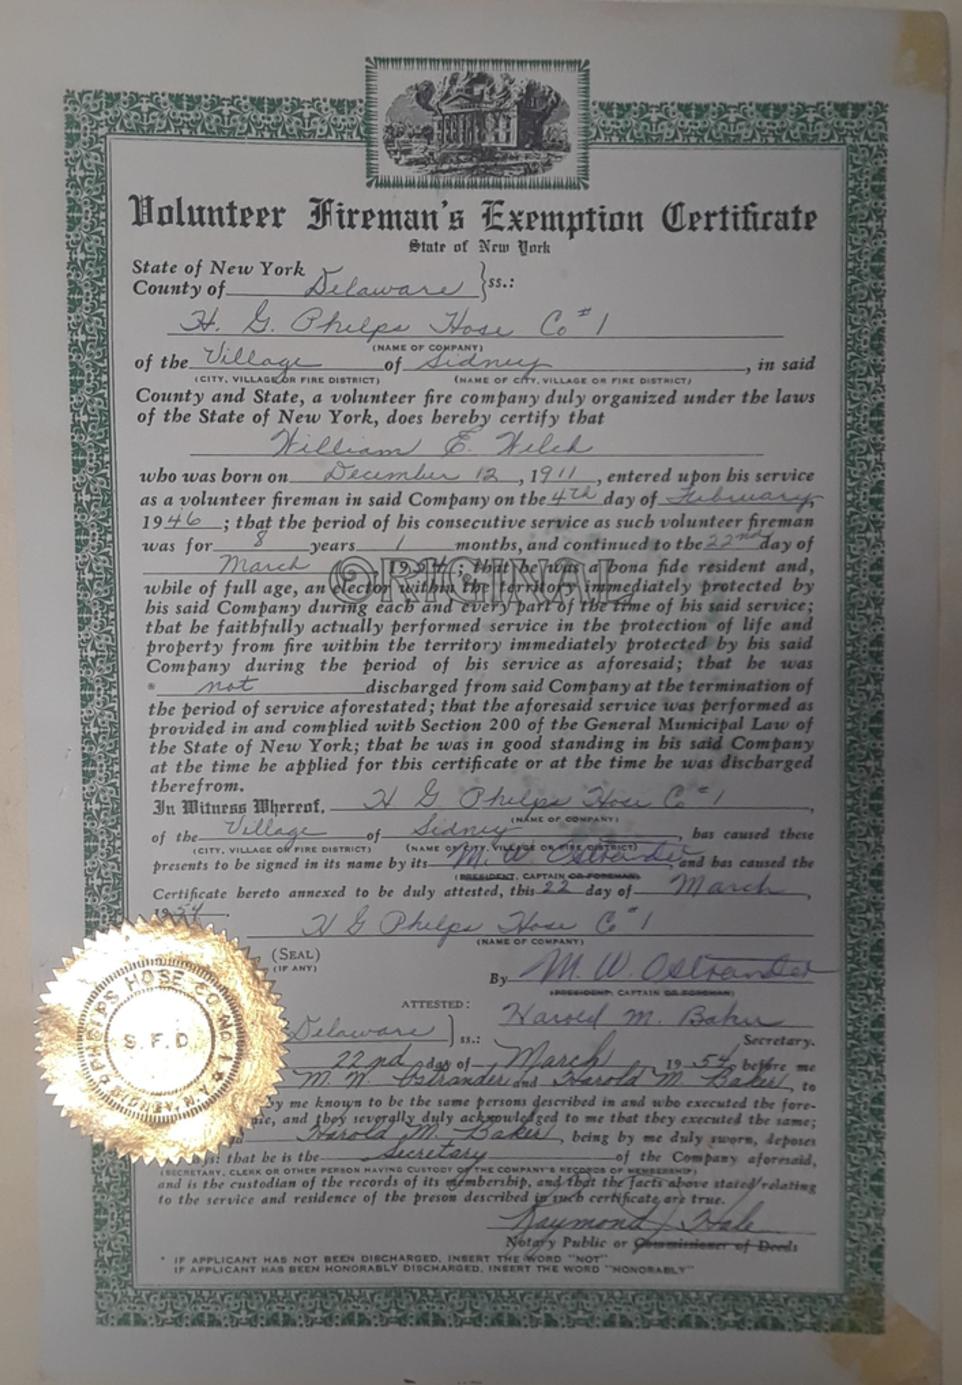 Volunteer Fireman's Exemption Certificate
State of New York
State of New York
County of Delaware } ss.:
H. G. Phelps Hose Co #1
(NAME OF COMPANY)
of the Village of Sidney, in said
(CITY, VILLAGE OR FIRE DISTRICT) (NAME OF CITY, VILLAGE OR FIRE DISTRICT)
County and State, a volunteer fire company duly organized under the laws
of the State of New York, does hereby certify that
William E. Welch
who was born on December 12, 1911, entered upon his service
as a volunteer fireman in said Company on the 4th day of February,
1946; that the period of his consecutive service as such volunteer fireman
was for 8 years 1 months, and continued to the 22nd day of
March 1954; that he was a bona fide resident and,
ORIGINAL
while of full age, an elector within the territory immediately protected by
his said Company during each and every part of the time of his said service;
that he faithfully actually performed service in the protection of life and
property from fire within the territory immediately protected by his said
Company during the period of his service as aforesaid; that he was
* not discharged from said Company at the termination of
the period of service aforestated; that the aforesaid service was performed as
provided in and complied with Section 200 of the General Municipal Law of
the State of New York; that he was in good standing in his said Company
at the time he applied for this certificate or at the time he was discharged
therefrom.
In Witness Whereof, H G Phelps Hose Co #1,
(NAME OF COMPANY)
of the Village of Sidney, has caused these
(CITY, VILLAGE OR FIRE DISTRICT) (NAME OF CITY, VILLAGE OR FIRE DISTRICT)
presents to be signed in its name by its M. W. Ostrander and has caused the
(PRESIDENT, CAPTAIN OR FOREMAN)
Certificate hereto annexed to be duly attested, this 22 day of March,
1954.
H G Phelps Hose Co #1
(NAME OF COMPANY)
(SEAL)
(IF ANY)
By M. W. Ostrander
(PRESIDENT, CAPTAIN OR FOREMAN)
ATTESTED:
Harold M. Baker
Secretary.
Delaware } ss.:
22nd day of March 1954 before me
M. W. Ostrander and Harold M. Baker, to
by me known to be the same persons described in and who executed the fore-
and they severally duly acknowledged to me that they executed the same;
Harold M. Baker, being by me duly sworn, deposes
that he is the Secretary of the Company aforesaid,
(SECRETARY, CLERK OR OTHER PERSON HAVING CUSTODY OF THE COMPANY'S RECORDS OF MEMBERSHIP)
and is the custodian of the records of its membership, and that the facts above stated relating
to the service and residence of the preson described in such certificate are true.
Raymond J Hale
Notary Public or Commissioner of Deeds
* IF APPLICANT HAS NOT BEEN DISCHARGED, INSERT THE WORD "NOT"
IF APPLICANT HAS BEEN HONORABLY DISCHARGED, INSERT THE WORD "HONORABLY"
PHELPS HOSE CO. NO. 1
S.F.D.
SIDNEY, N.Y.